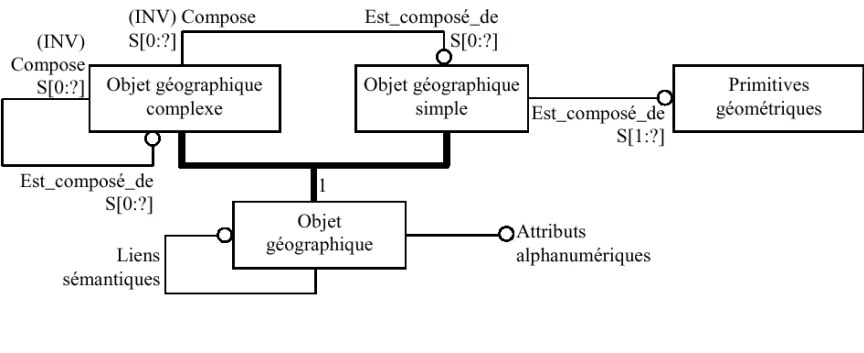 (INV) Compose
S[0:?]
Est_composé_de
S[0:?]
(INV)
Compose
S[0:?]
Objet géographique
complexe
Objet géographique
simple
Primitives
géométriques
Est_composé_de
S[1:?]
Est_composé_de
S[0:?]
1
Objet
géographique
Attributs
alphanumériques
Liens
sémantiques